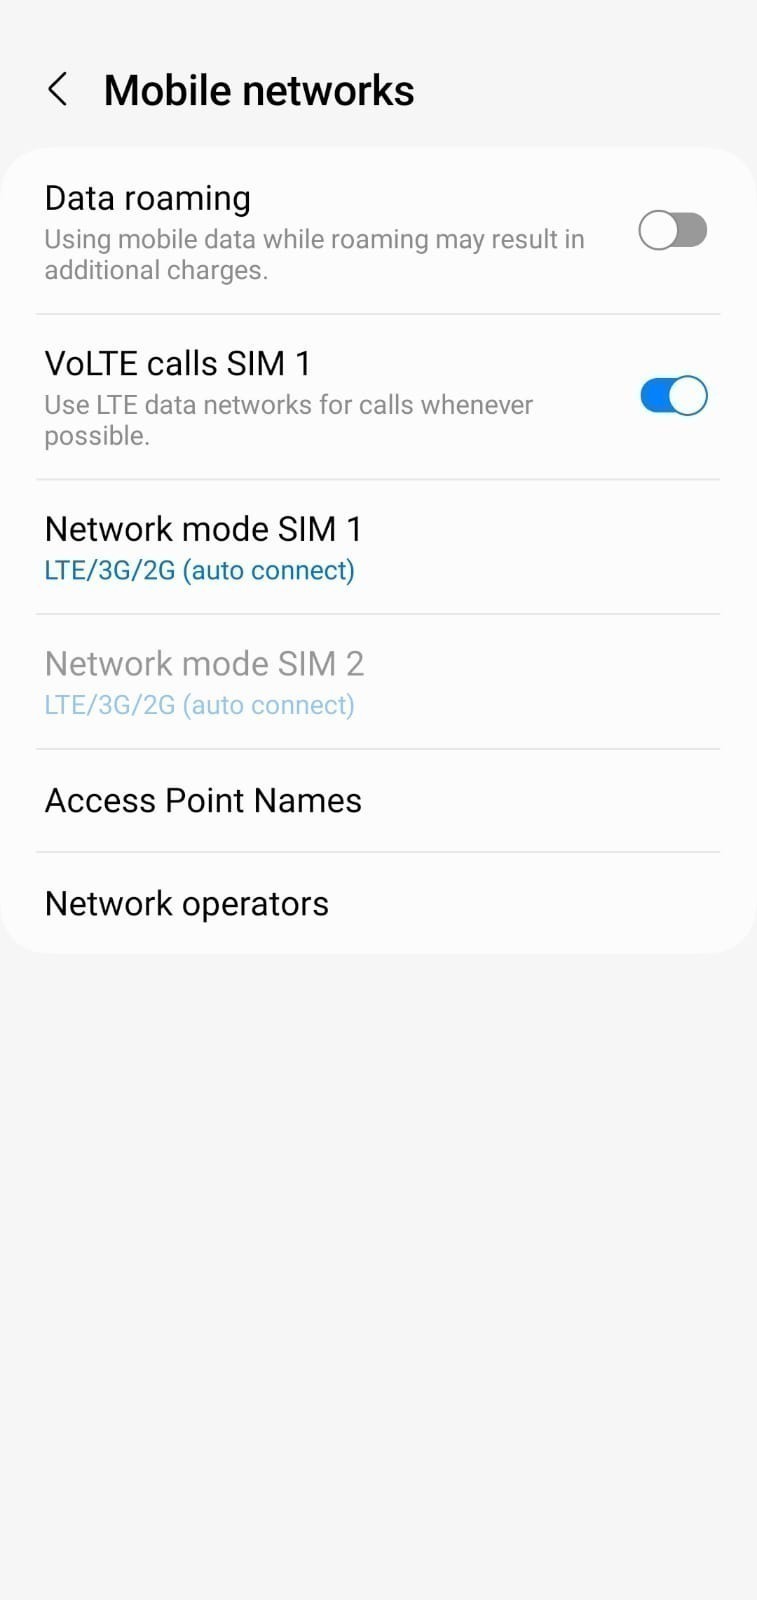 Mobile networks
Data roaming
Using mobile data while roaming may result in
additional charges.
VoLTE calls SIM 1
Use LTE data networks for calls whenever
possible.
Network mode SIM 1
LTE/3G/2G (auto connect)
Network mode SIM 2
LTE/3G/2G (auto connect)
Access Point Names
Network operators